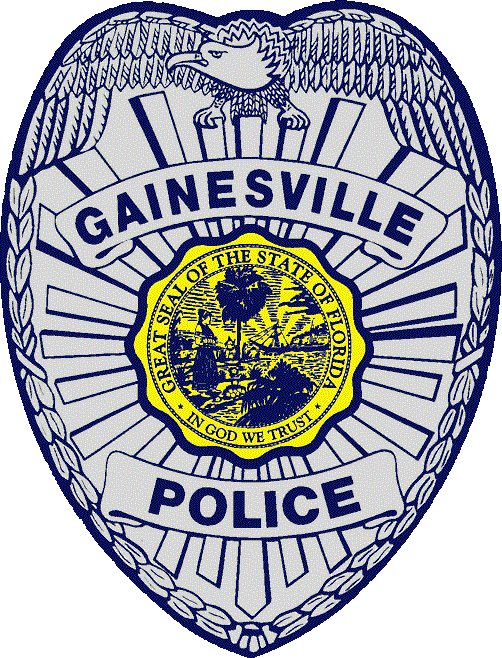 GAINESVILLE
GREAT SEAL OF THE STATE OF FLORIDA
IN GOD WE TRUST
POLICE